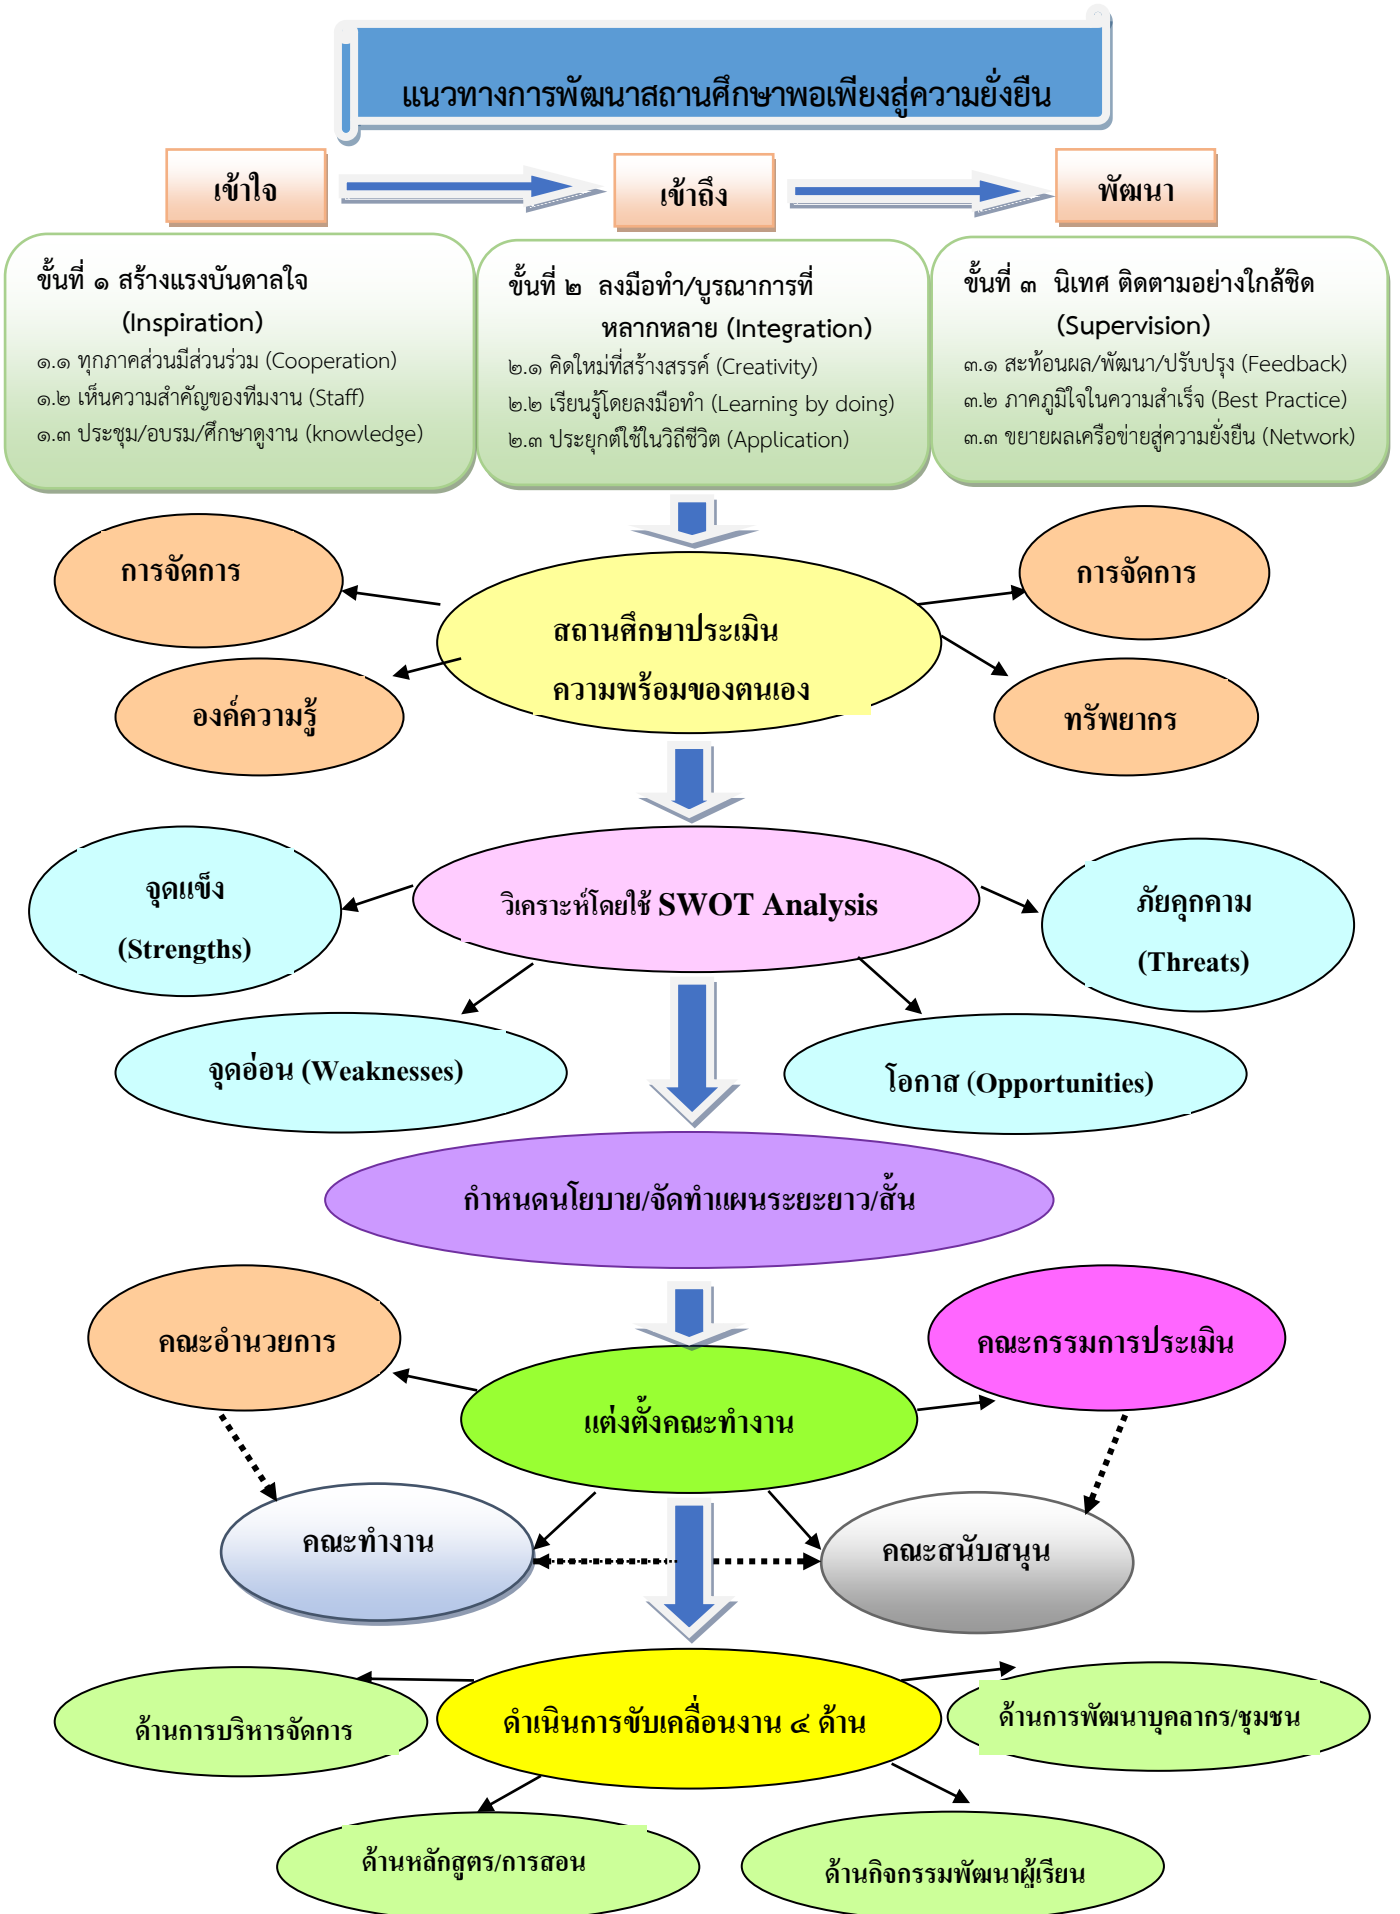 แนวทางการพัฒนาสถานศึกษาพอเพียงสู่ความยั่งยืน
เข้าใจ
เข้าถึง
พัฒนา
ขั้นที่ ๑ สร้างแรงบันดาลใจ
(Inspiration)
๑.๑ ทุกภาคส่วนมีส่วนร่วม (Cooperation)
๑.๒ เห็นความสำคัญของทีมงาน (Staff)
๑.๓ ประชุม/อบรม/ศึกษาดูงาน (knowledge)
ขั้นที่ ๒ ลงมือทำ/บูรณาการที่
หลากหลาย (Integration)
๒.๑ คิดใหม่ที่สร้างสรรค์ (Creativity)
๒.๒ เรียนรู้โดยลงมือทำ (Learning by doing)
๒.๓ ประยุกต์ใช้ในวิถีชีวิต (Application)
ขั้นที่ ๓ นิเทศ ติดตามอย่างใกล้ชิด
(Supervision)
๓.๑ สะท้อนผล/พัฒนา/ปรับปรุง (Feedback)
๓.๒ ภาคภูมิใจในความสำเร็จ (Best Practice)
๓.๓ ขยายผลเครือข่ายสู่ความยั่งยืน (Network)
การจัดการ
การจัดการ
สถานศึกษาประเมิน
ความพร้อมของตนเอง
องค์ความรู้
ทรัพยากร
จุดแข็ง
(Strengths)
วิเคราะห์โดยใช้ SWOT Analysis
ภัยคุกคาม
(Threats)
จุดอ่อน (Weaknesses)
โอกาส (Opportunities)
กำหนดนโยบาย/จัดทำแผนระยะยาว/สั้น
คณะอำนวยการ
คณะกรรมการประเมิน
แต่งตั้งคณะทำงาน
คณะทำงาน
คณะสนับสนุน
ด้านการบริหารจัดการ
ดำเนินการขับเคลื่อนงาน ๔ ด้าน
ด้านการพัฒนาบุคลากร/ชุมชน
ด้านหลักสูตร/การสอน
ด้านกิจกรรมพัฒนาผู้เรียน